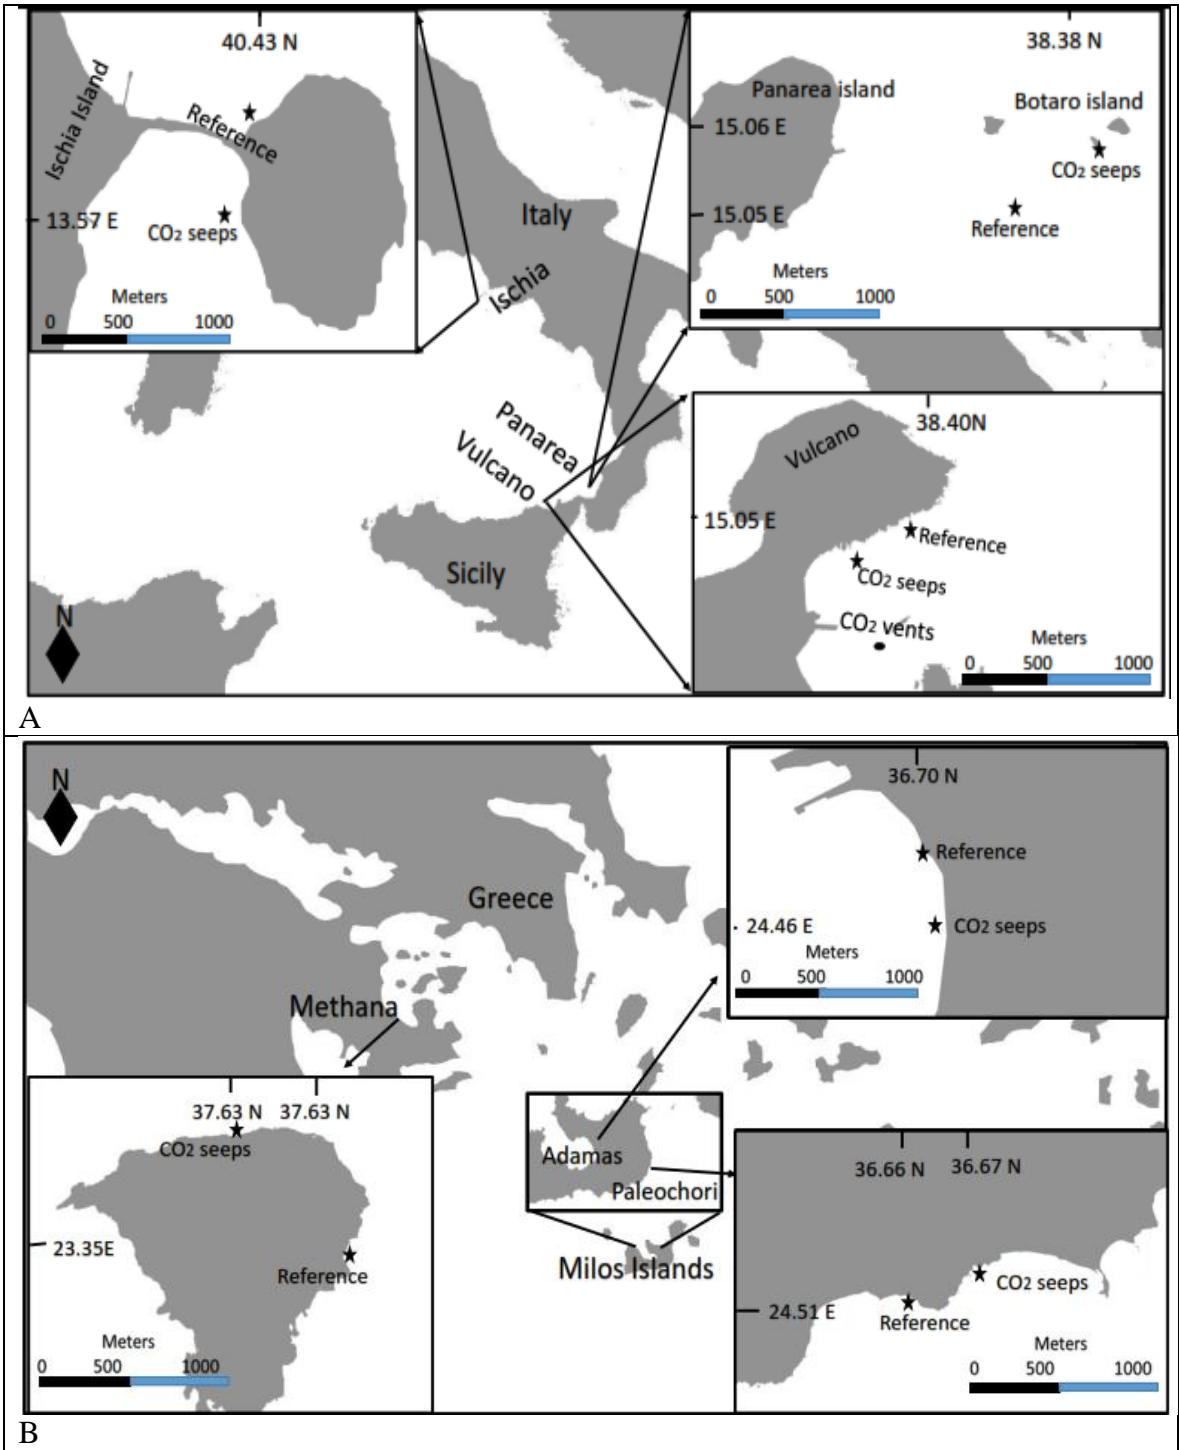 40.43 N
Ischia Island
Reference
13.57 E
CO2 seeps
Meters
0 500 1000
Italy
Ischia
Panarea
Vulcano
Sicily
N
38.38 N
Panarea island
Botaro island
15.06 E
CO2 seeps
15.05 E
Reference
Meters
0 500 1000
38.40N
Vulcano
15.05 E
Reference
CO2 seeps
CO2 vents
Meters
0 500 1000
A
N
Greece
Methana
36.70 N
Reference
24.46 E
CO2 seeps
Meters
0 500 1000
37.63 N 37.63 N
CO2 seeps
23.35E
Reference
Meters
0 500 1000
Adamas
Paleochori
Milos Islands
36.66 N 36.67 N
CO2 seeps
24.51 E
Reference
Meters
0 500 1000
B